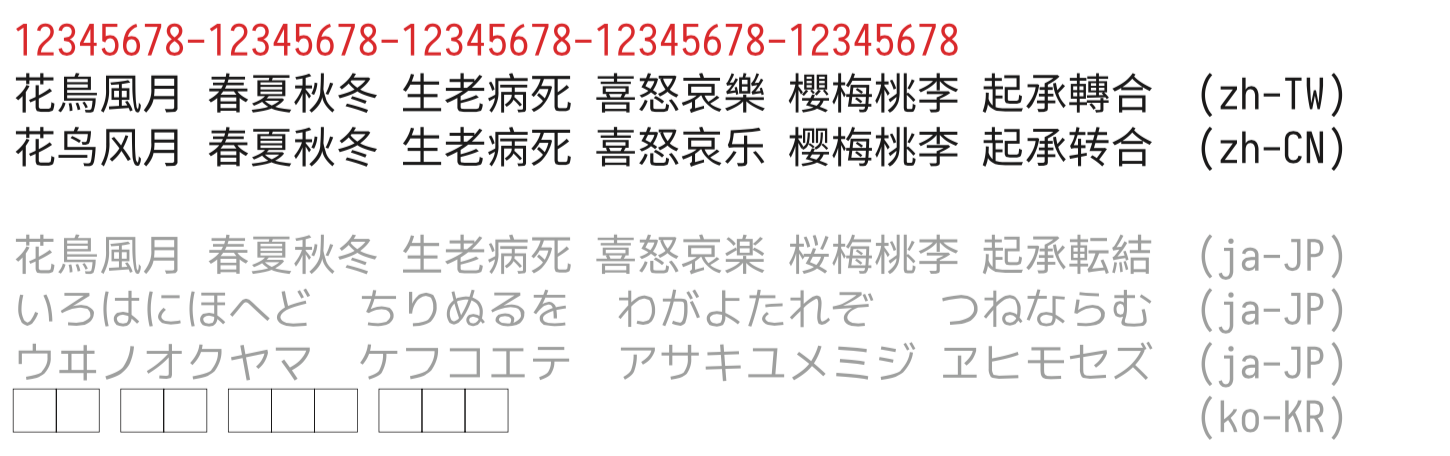 12345678-12345678-12345678-12345678-12345678
花鳥風月 春夏秋冬 生老病死 喜怒哀樂 櫻梅桃李 起承轉合 (zh-TW)
花鸟风月 春夏秋冬 生老病死 喜怒哀乐 樱梅桃李 起承转合 (zh-CN)
花鳥風月 春夏秋冬 生老病死 喜怒哀楽 桜梅桃李 起承転結 (ja-JP)
いろはにほへど ちりぬるを わがよたれぞ つねならむ (ja-JP)
ウヰノオクヤマ ケフコエテ アサキユメミジ ヱヒモセズ (ja-JP)
□□ □□ □□□ □□□ (ko-KR)